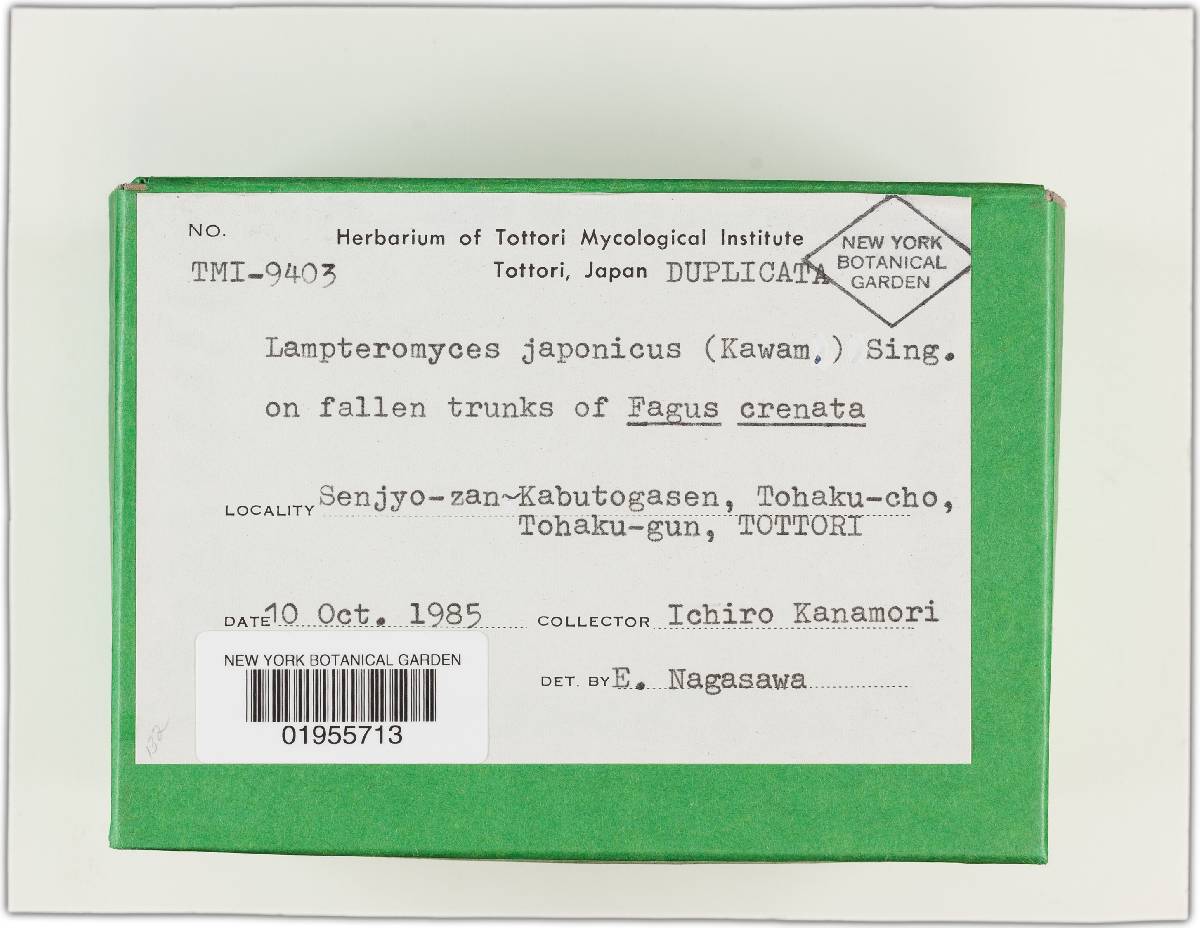 NO.
Herbarium of Tottori Mycological Institute
TMI-9403
Tottori, Japan DUPLICATA
NEW YORK
BOTANICAL
GARDEN
Lampteromyces japonicus (Kawam.) Sing.
on fallen trunks of Fagus crenata
LOCALITY Senjyo-zan~Kabutogasen, Tohaku-cho,
Tohaku-gun, TOTTORI
DATE 10 Oct. 1985 COLLECTOR Ichiro Kanamori
DET. BY E. Nagasawa
NEW YORK BOTANICAL GARDEN
01955713
132